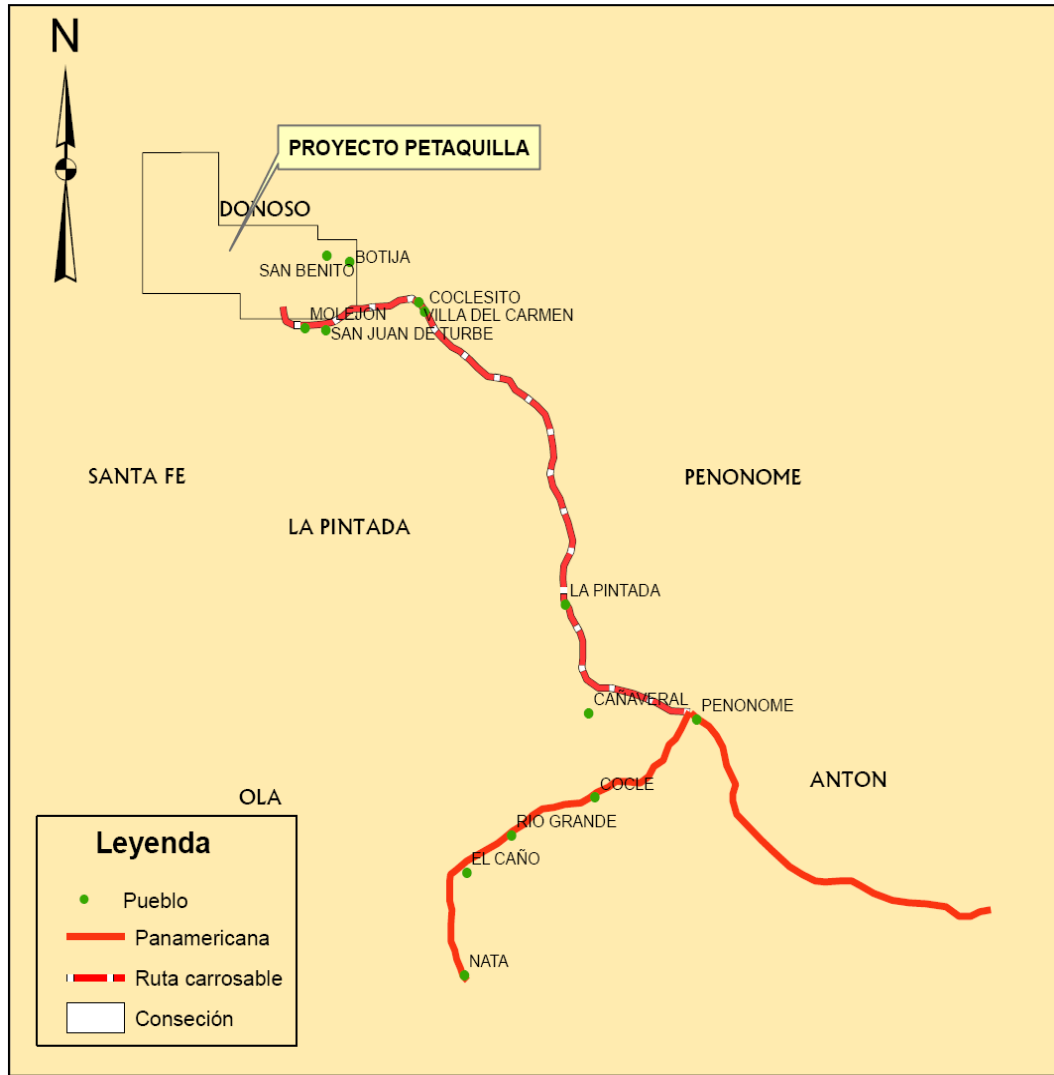 N
PROYECTO PETAQUILLA
DONOSO
BOTIJA
SAN BENITO
COCLESITO
MOLEJON
VILLA DEL CARMEN
SAN JUAN DE TURBE
SANTA FE
PENONOME
LA PINTADA
LA PINTADA
CAÑAVERAL
PENONOME
ANTON
OLA
COCLE
RIO GRANDE
EL CAÑO
NATA
Leyenda
Pueblo
Panamericana
Ruta carrosable
Conseción